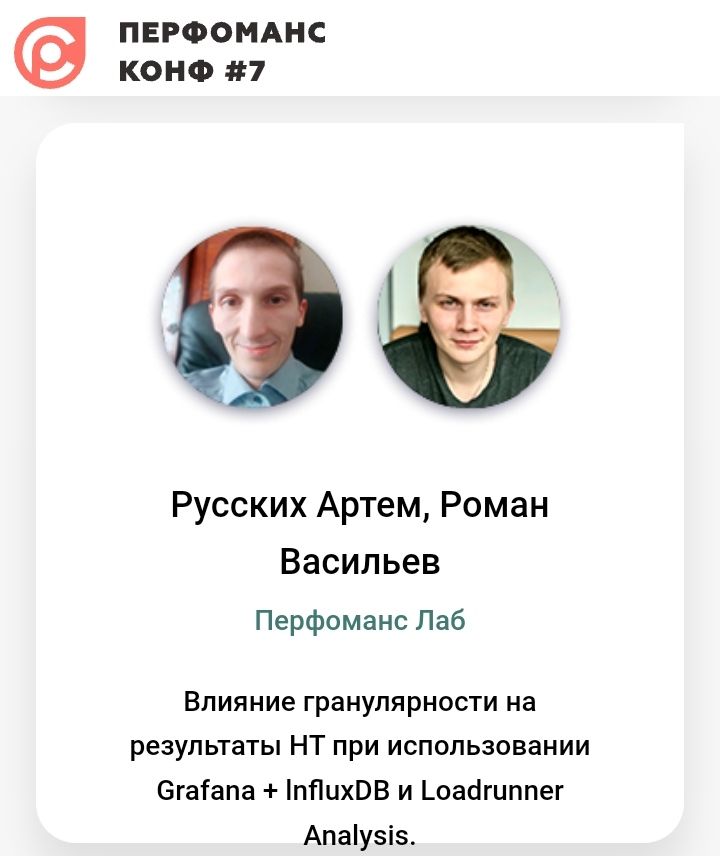 ПЕРФОМАНС
КОНФ #7
Русских Артем, Роман
Васильев
Перфоманс Лаб
Влияние гранулярности на
результаты НТ при использовании
Grafana + InfluxDB и Loadrunner
Analysis.